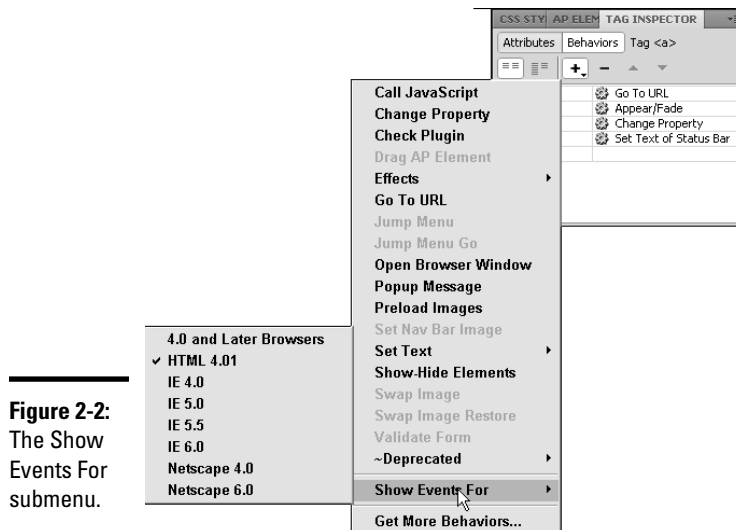 CSS STY AP ELEM TAG INSPECTOR
Attributes Behaviors Tag <a>
Go To URL
Appear/Fade
Change Property
Set Text of Status Bar
Call JavaScript
Change Property
Check Plugin
Drag AP Element
Effects
Go To URL
Jump Menu
Jump Menu Go
Open Browser Window
Popup Message
Preload Images
Set Nav Bar Image
Set Text
Show-Hide Elements
Swap Image
Swap Image Restore
Validate Form
~Deprecated
Show Events For
Get More Behaviors...
4.0 and Later Browsers
✓ HTML 4.01
IE 4.0
IE 5.0
IE 5.5
IE 6.0
Netscape 4.0
Netscape 6.0
Figure 2-2:
The Show
Events For
submenu.